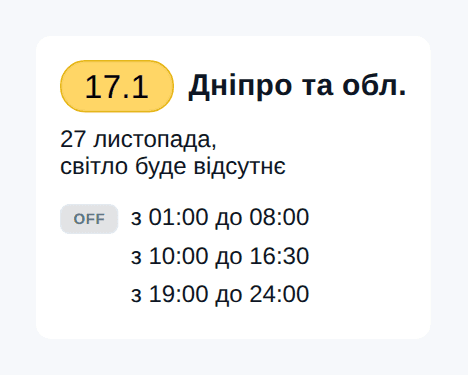 17.1 Дніпро та обл.
27 листопада,
світло буде відсутнє
OFF з 01:00 до 08:00
з 10:00 до 16:30
з 19:00 до 24:00